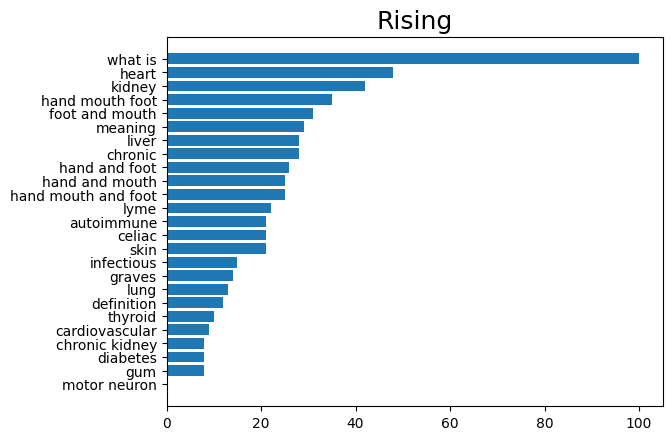 Rising
what is
heart
kidney
hand mouth foot
foot and mouth
meaning
liver
chronic
hand and foot
hand and mouth
hand mouth and foot
lyme
autoimmune
celiac
skin
infectious
graves
lung
definition
thyroid
cardiovascular
chronic kidney
diabetes
gum
motor neuron
0 20 40 60 80 100